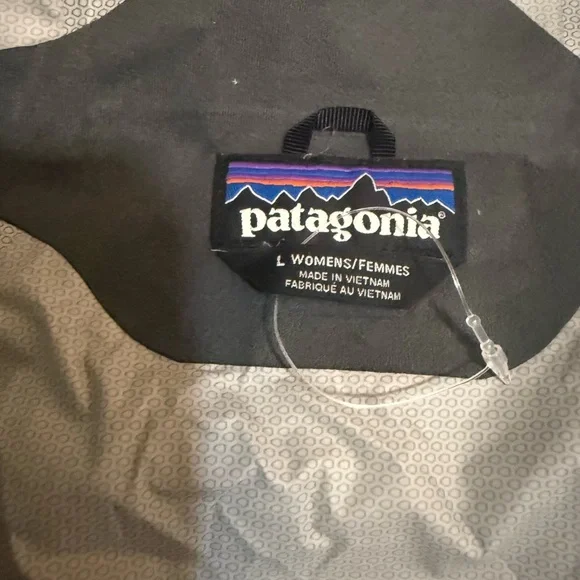 patagonia®
L WOMENS/FEMMES
MADE IN VIETNAM
FABRIQUÉ AU VIETNAM